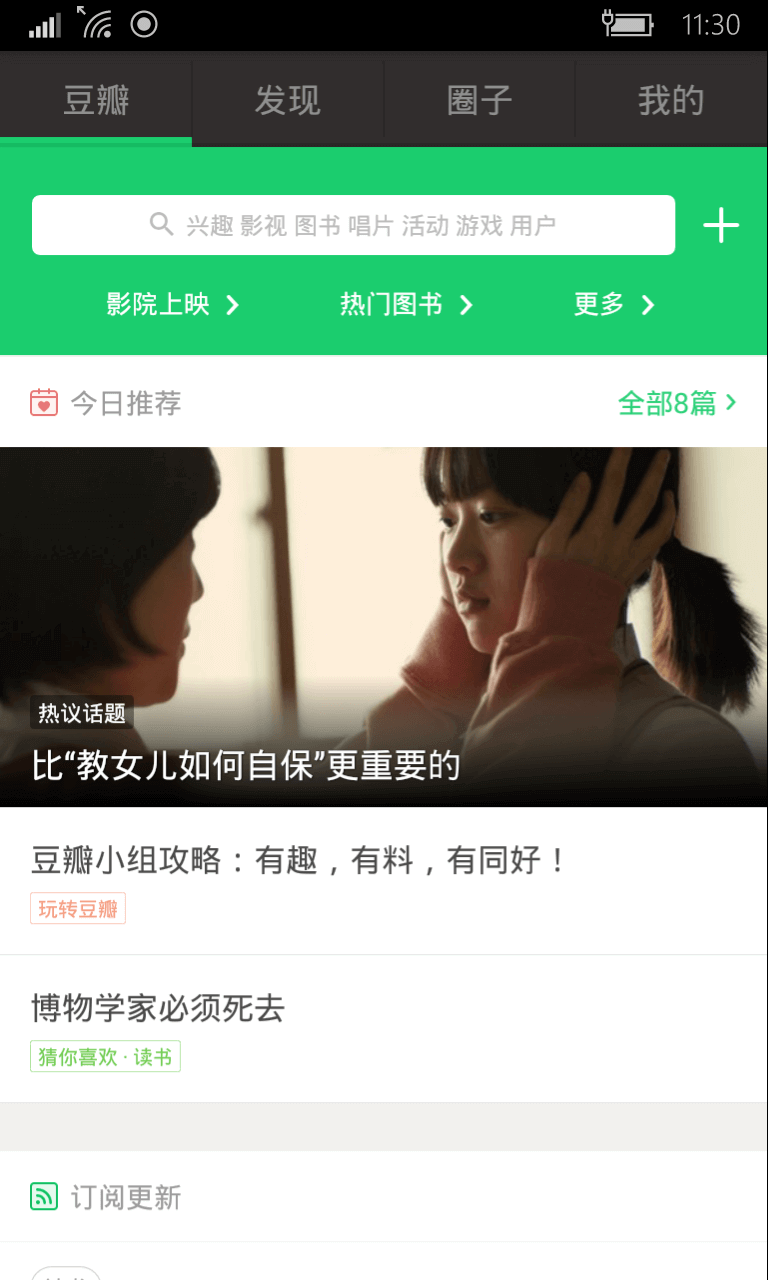 11:30
豆瓣 发现 圈子 我的
兴趣 影视 图书 唱片 活动 游戏 用户
影院上映 热门图书 更多
今日推荐 全部8篇
热议话题
比“教女儿如何自保”更重要的
豆瓣小组攻略：有趣，有料，有同好！
玩转豆瓣
博物学家必须死去
猜你喜欢 · 读书
订阅更新